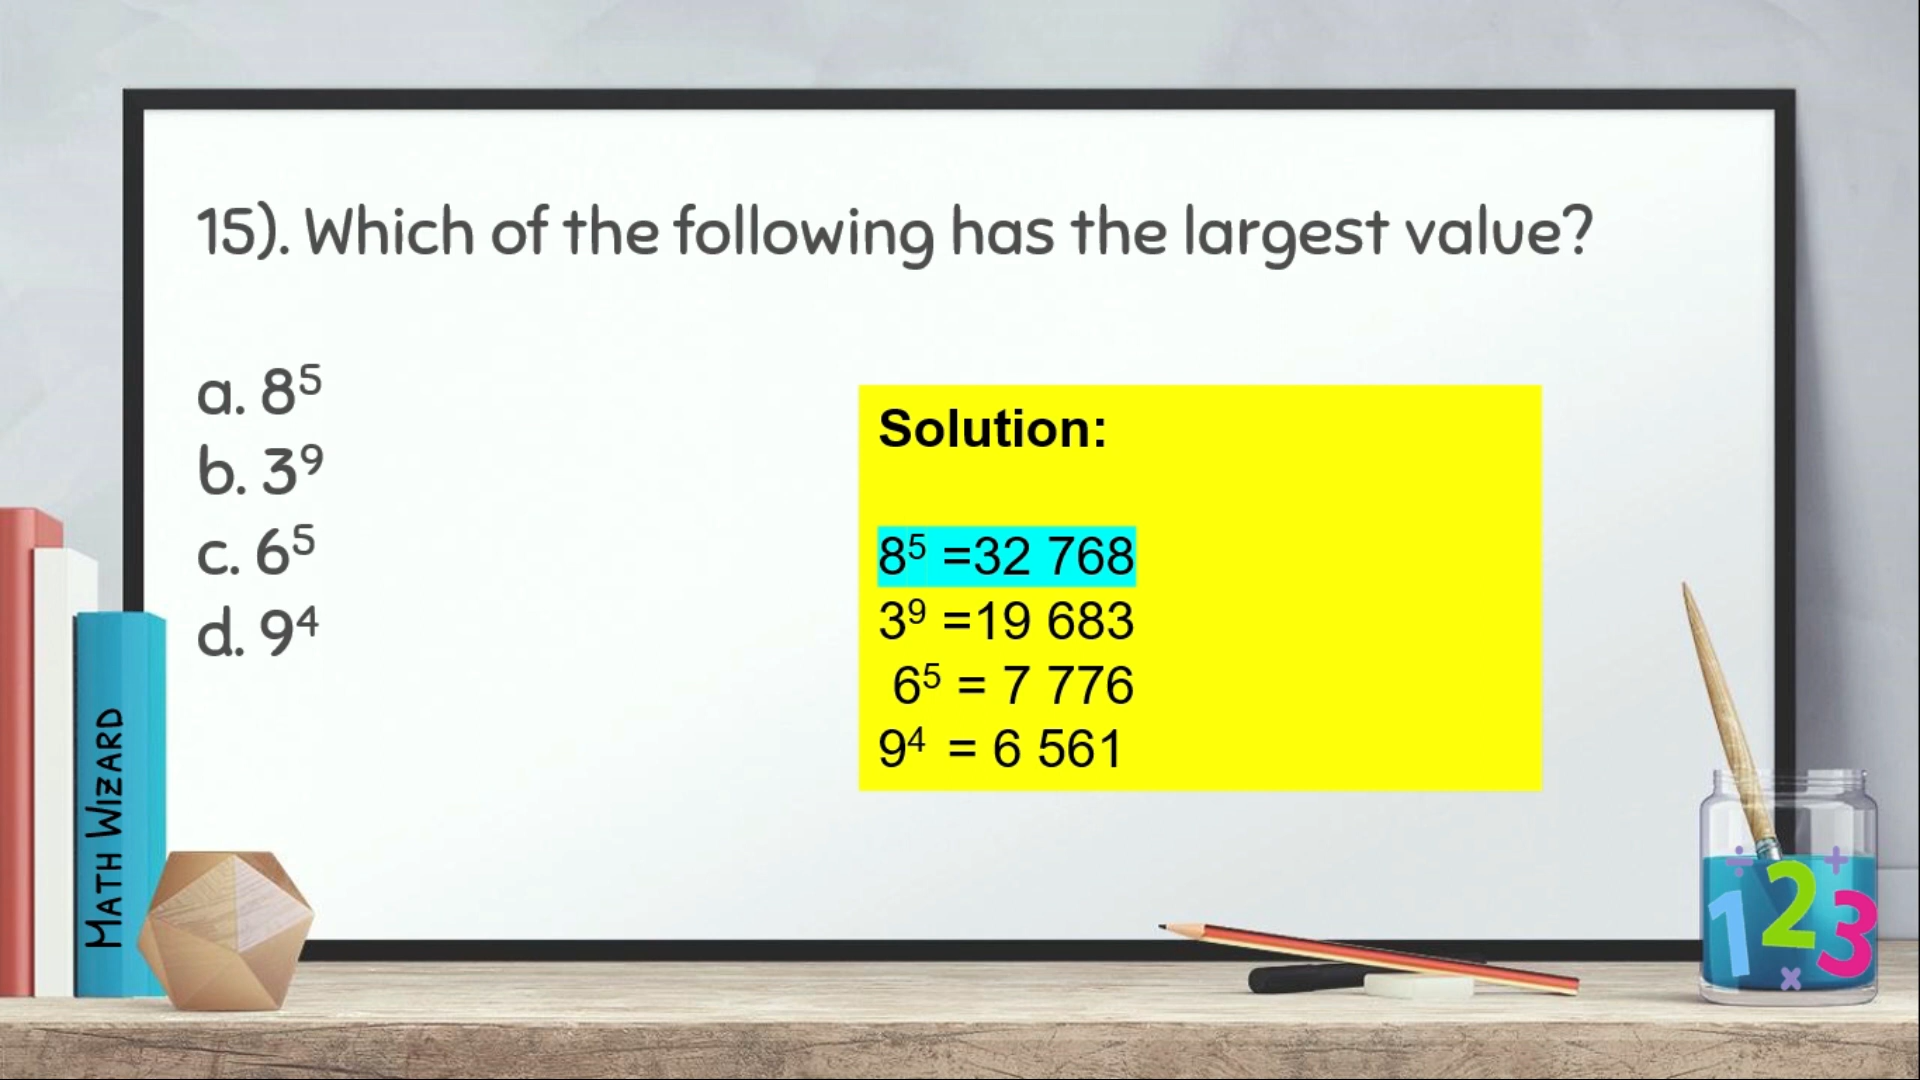 15). Which of the following has the largest value?
a. 8⁵
b. 3⁹
c. 6⁵
d. 9⁴
Solution:
8⁵ =32 768
3⁹ =19 683
6⁵ = 7 776
9⁴ = 6 561
MATH WIZARD
÷ +
123
x